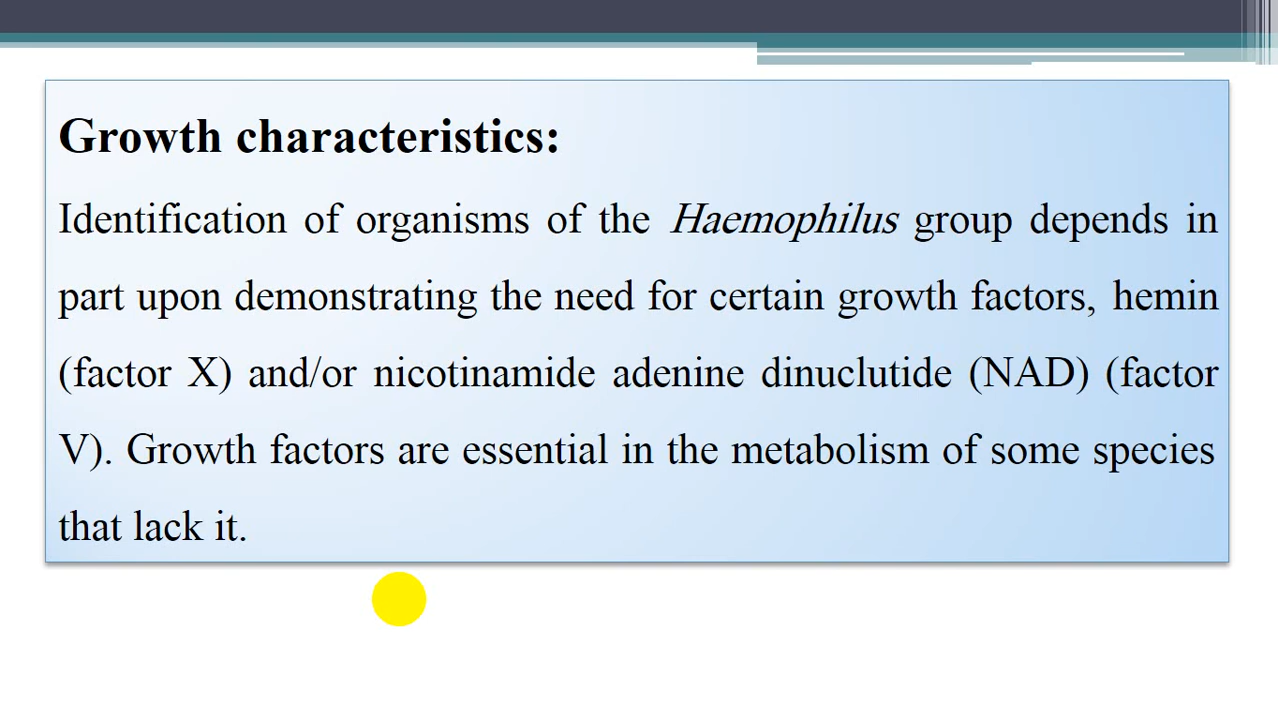 Growth characteristics:
Identification of organisms of the Haemophilus group depends in
part upon demonstrating the need for certain growth factors, hemin
(factor X) and/or nicotinamide adenine dinuclutide (NAD) (factor
V). Growth factors are essential in the metabolism of some species
that lack it.